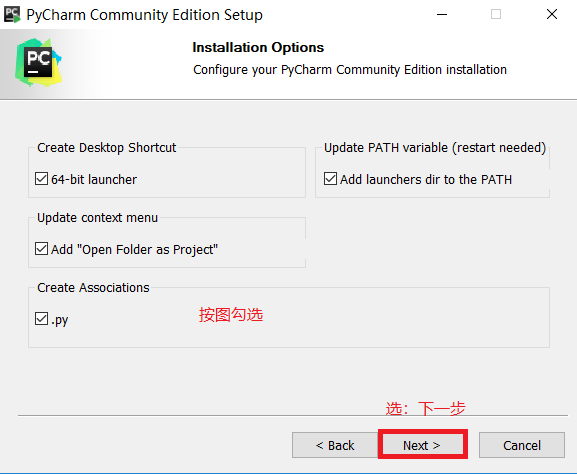 PyCharm Community Edition Setup
PC
Installation Options
Configure your PyCharm Community Edition installation
Create Desktop Shortcut
64-bit launcher
Update PATH variable (restart needed)
Add launchers dir to the PATH
Update context menu
Add "Open Folder as Project"
Create Associations
.py
按图勾选
选：下一步
< Back
Next >
Cancel